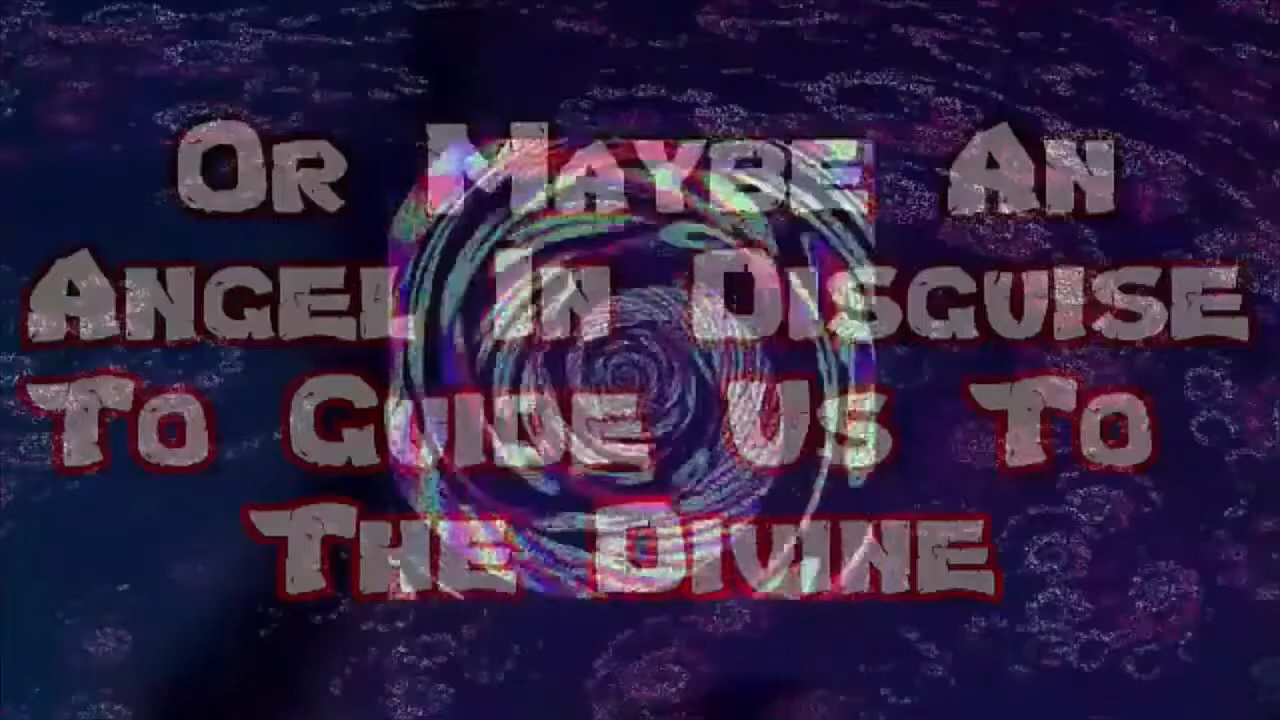 Or Maybe An
Angel In Disguise
To Guide Us To
The Divine